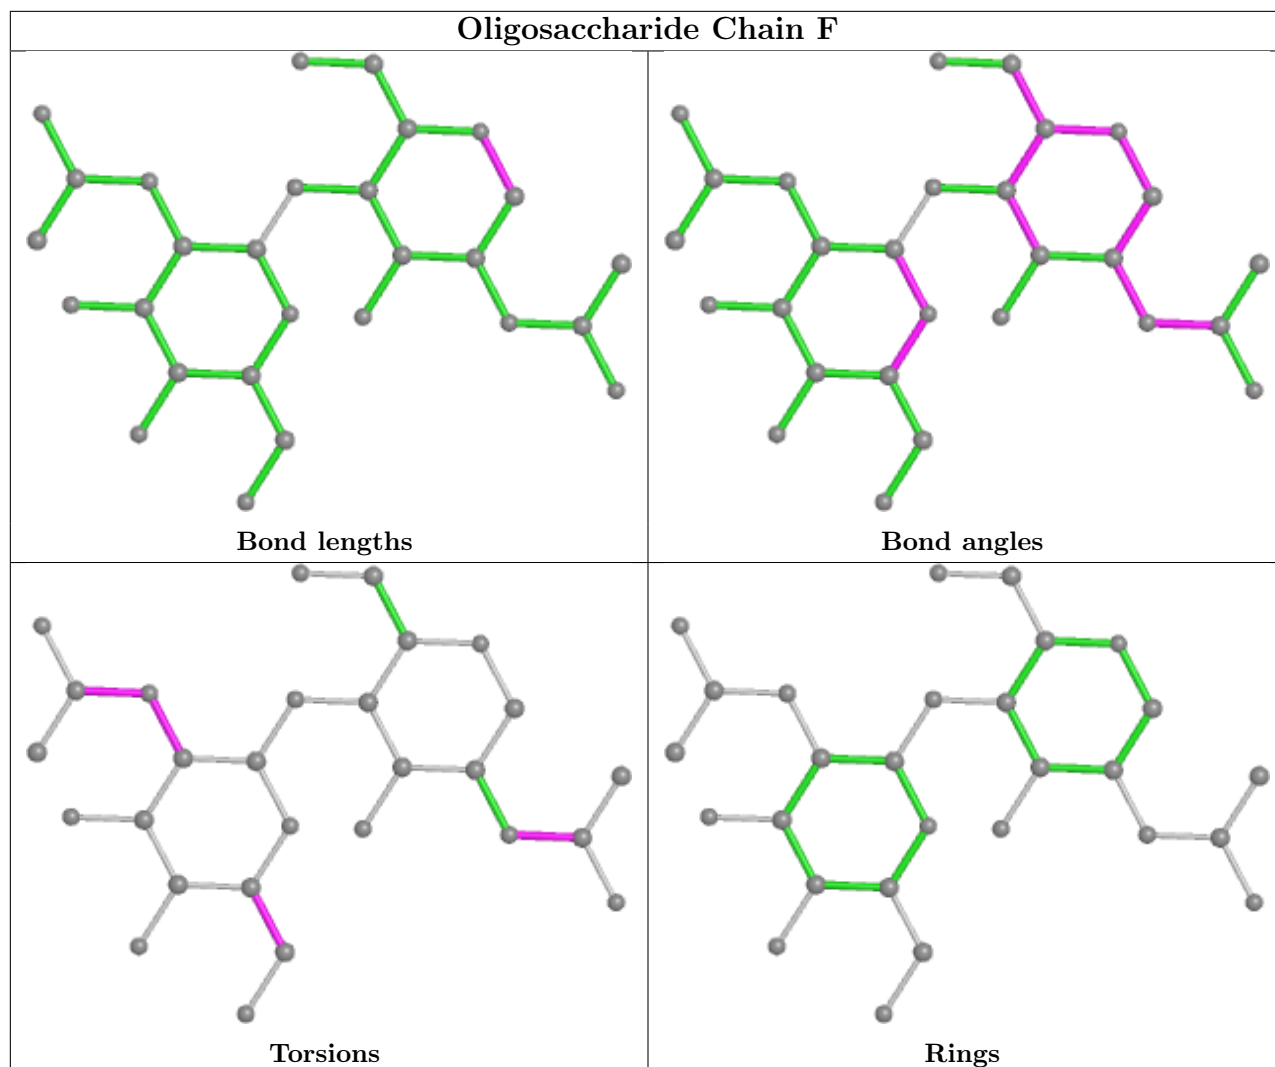 Oligosaccharide Chain F
Bond lengths
Bond angles
Torsions
Rings